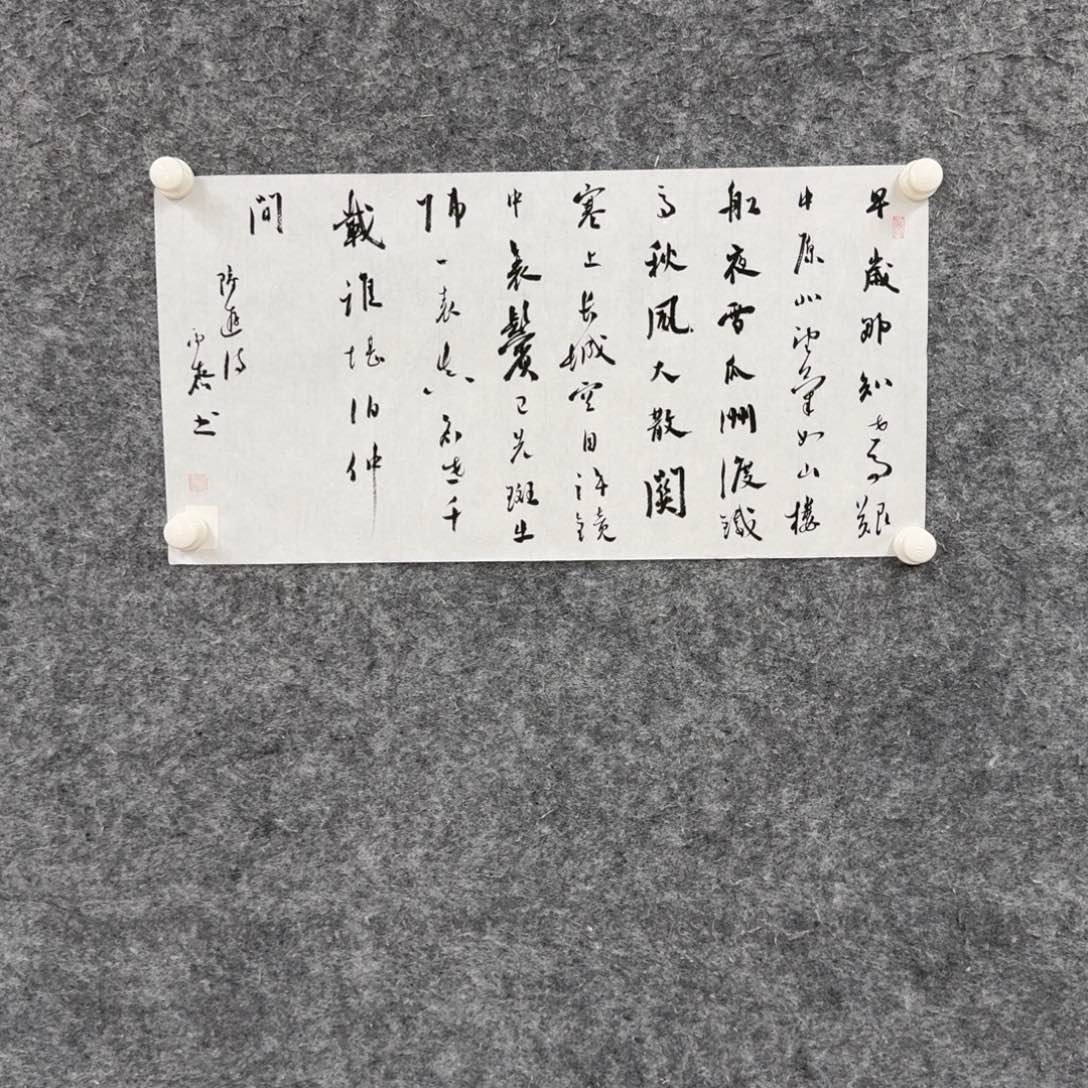 早歲那知世事艱
中原北望氣如山樓
船夜雪瓜洲渡鐵
馬秋風大散關
塞上長城空自許鏡
中衰鬢已先斑出
師一表真名世千
載誰堪伯仲
間
陸游詩
书